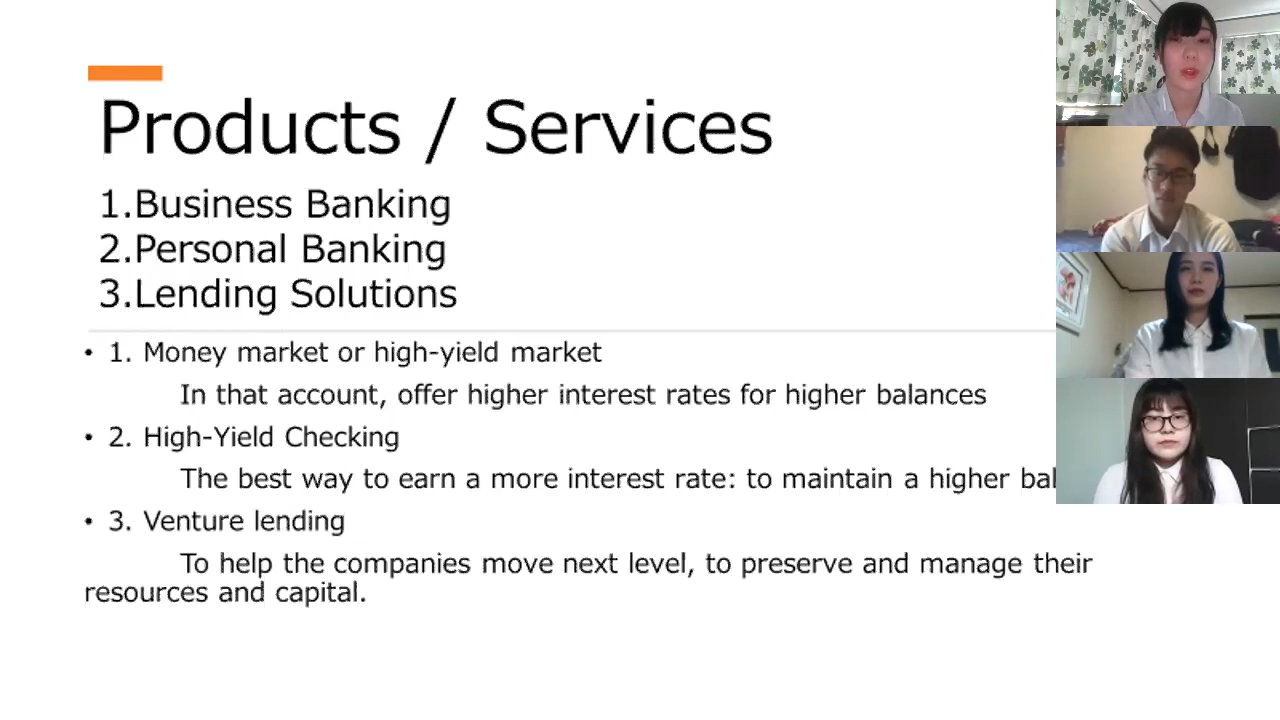 Products / Services
1.Business Banking
2.Personal Banking
3.Lending Solutions
• 1. Money market or high-yield market
In that account, offer higher interest rates for higher balances
• 2. High-Yield Checking
The best way to earn a more interest rate: to maintain a higher bal
• 3. Venture lending
To help the companies move next level, to preserve and manage their
resources and capital.